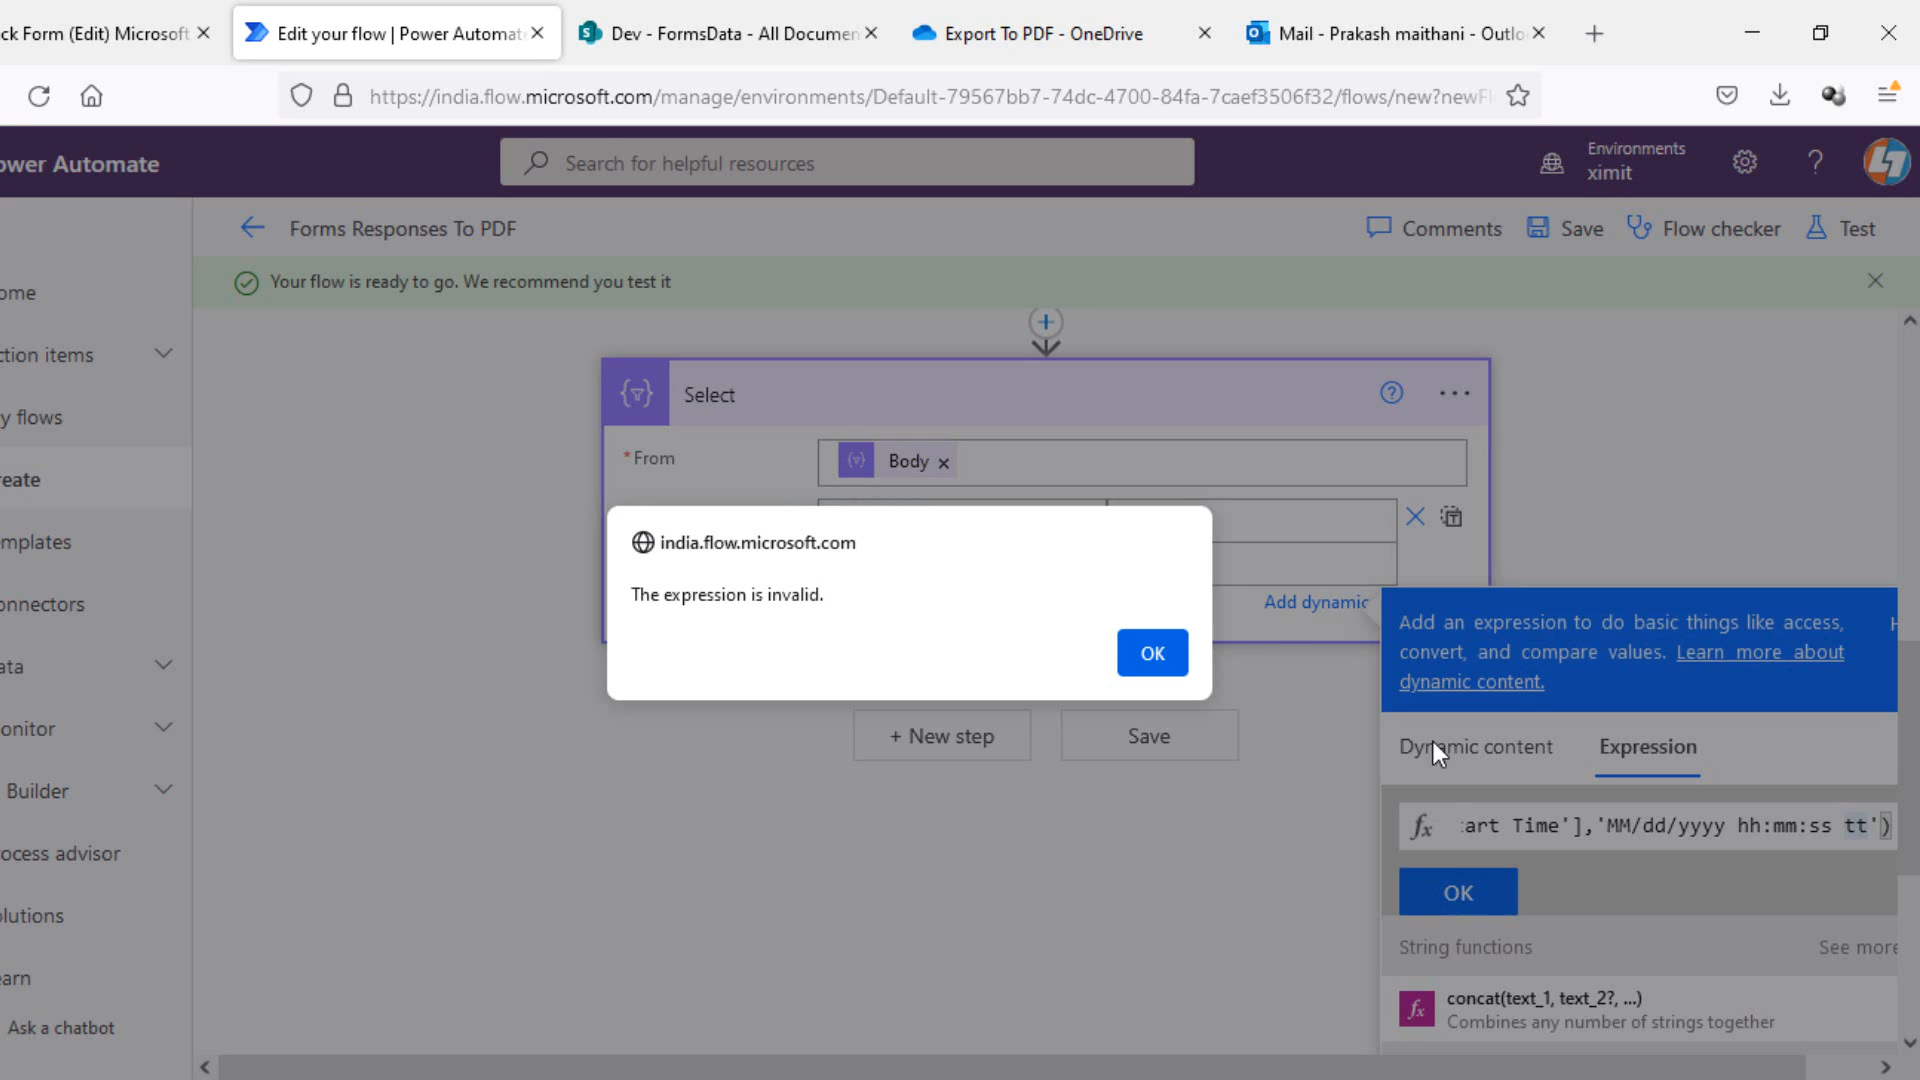 ck Form (Edit) Microsoft
Edit your flow | Power Automat
Dev - FormsData - All Documen
Export To PDF - OneDrive
Mail - Prakash maithani - Outlo
https://india.flow.microsoft.com/manage/environments/Default-79567bb7-74dc-4700-84fa-7caef3506f32/flows/new?newFl
ower Automate
Search for helpful resources
Environments
ximit
Forms Responses To PDF
Comments
Save
Flow checker
Test
Your flow is ready to go. We recommend you test it
ome
ction items
y flows
reate
mplates
onnectors
ata
onitor
Builder
ocess advisor
olutions
earn
Ask a chatbot
Select
* From
Body
india.flow.microsoft.com
The expression is invalid.
OK
Add dynamic
+ New step
Save
Add an expression to do basic things like access,
convert, and compare values. Learn more about
dynamic content.
Dynamic content
Expression
fx
art Time'],'MM/dd/yyyy hh:mm:ss tt')
OK
String functions
See more
fx
concat(text_1, text_2?, ...)
Combines any number of strings together